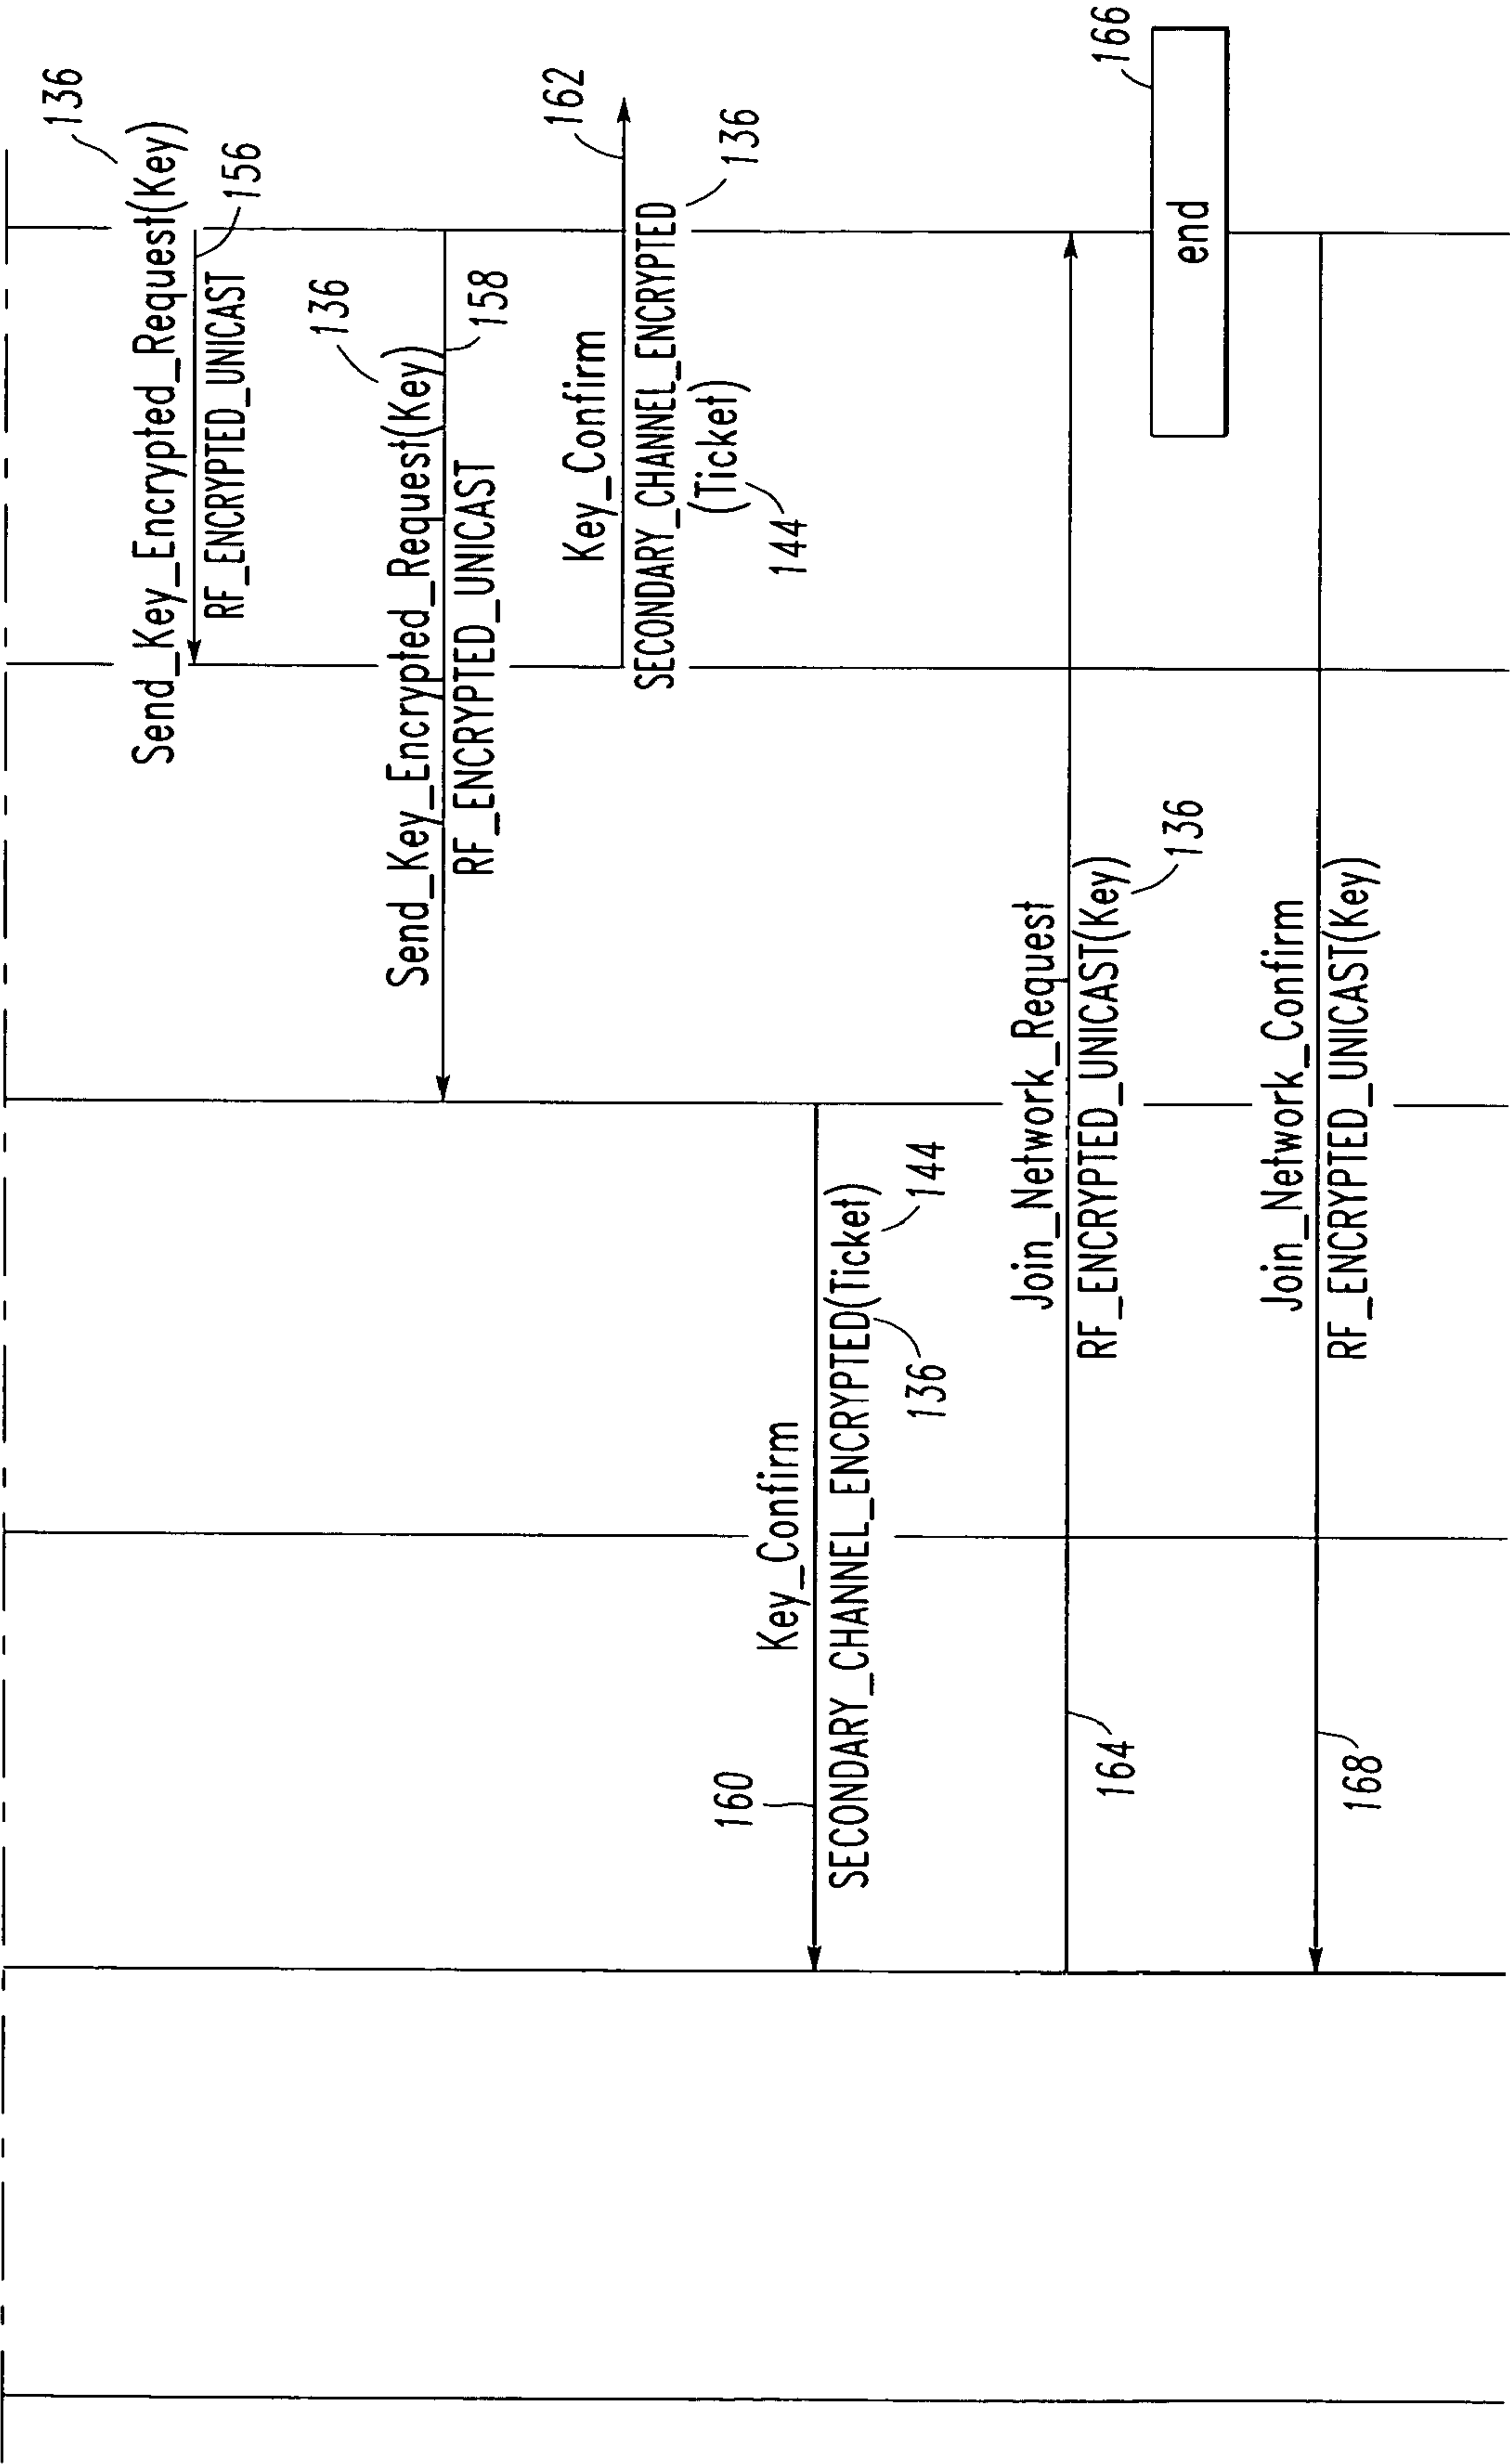 136
Send_Key_Encrypted_Request(Key)
156
RF_ENCRYPTED_UNICAST
136
Send_Key_Encrypted_Request(Key)
158
RF_ENCRYPTED_UNICAST
162
Key_Confirm
SECONDARY_CHANNEL_ENCRYPTED
136
(Ticket)
144
160
Key_Confirm
SECONDARY_CHANNEL_ENCRYPTED(Ticket)
136
144
Join_Network_Request
RF_ENCRYPTED_UNICAST(Key)
164
136
166
end
Join_Network_Confirm
RF_ENCRYPTED_UNICAST(Key)
168